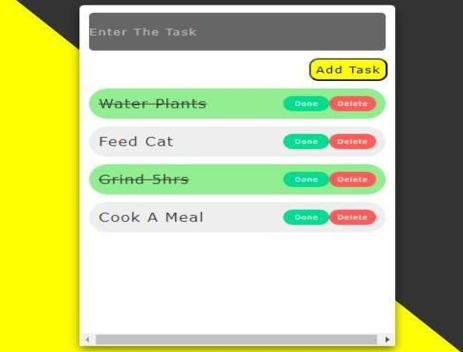 Enter The Task
Add Task
Water Plants Done Delete
Feed Cat Done Delete
Grind 5hrs Done Delete
Cook A Meal Done Delete